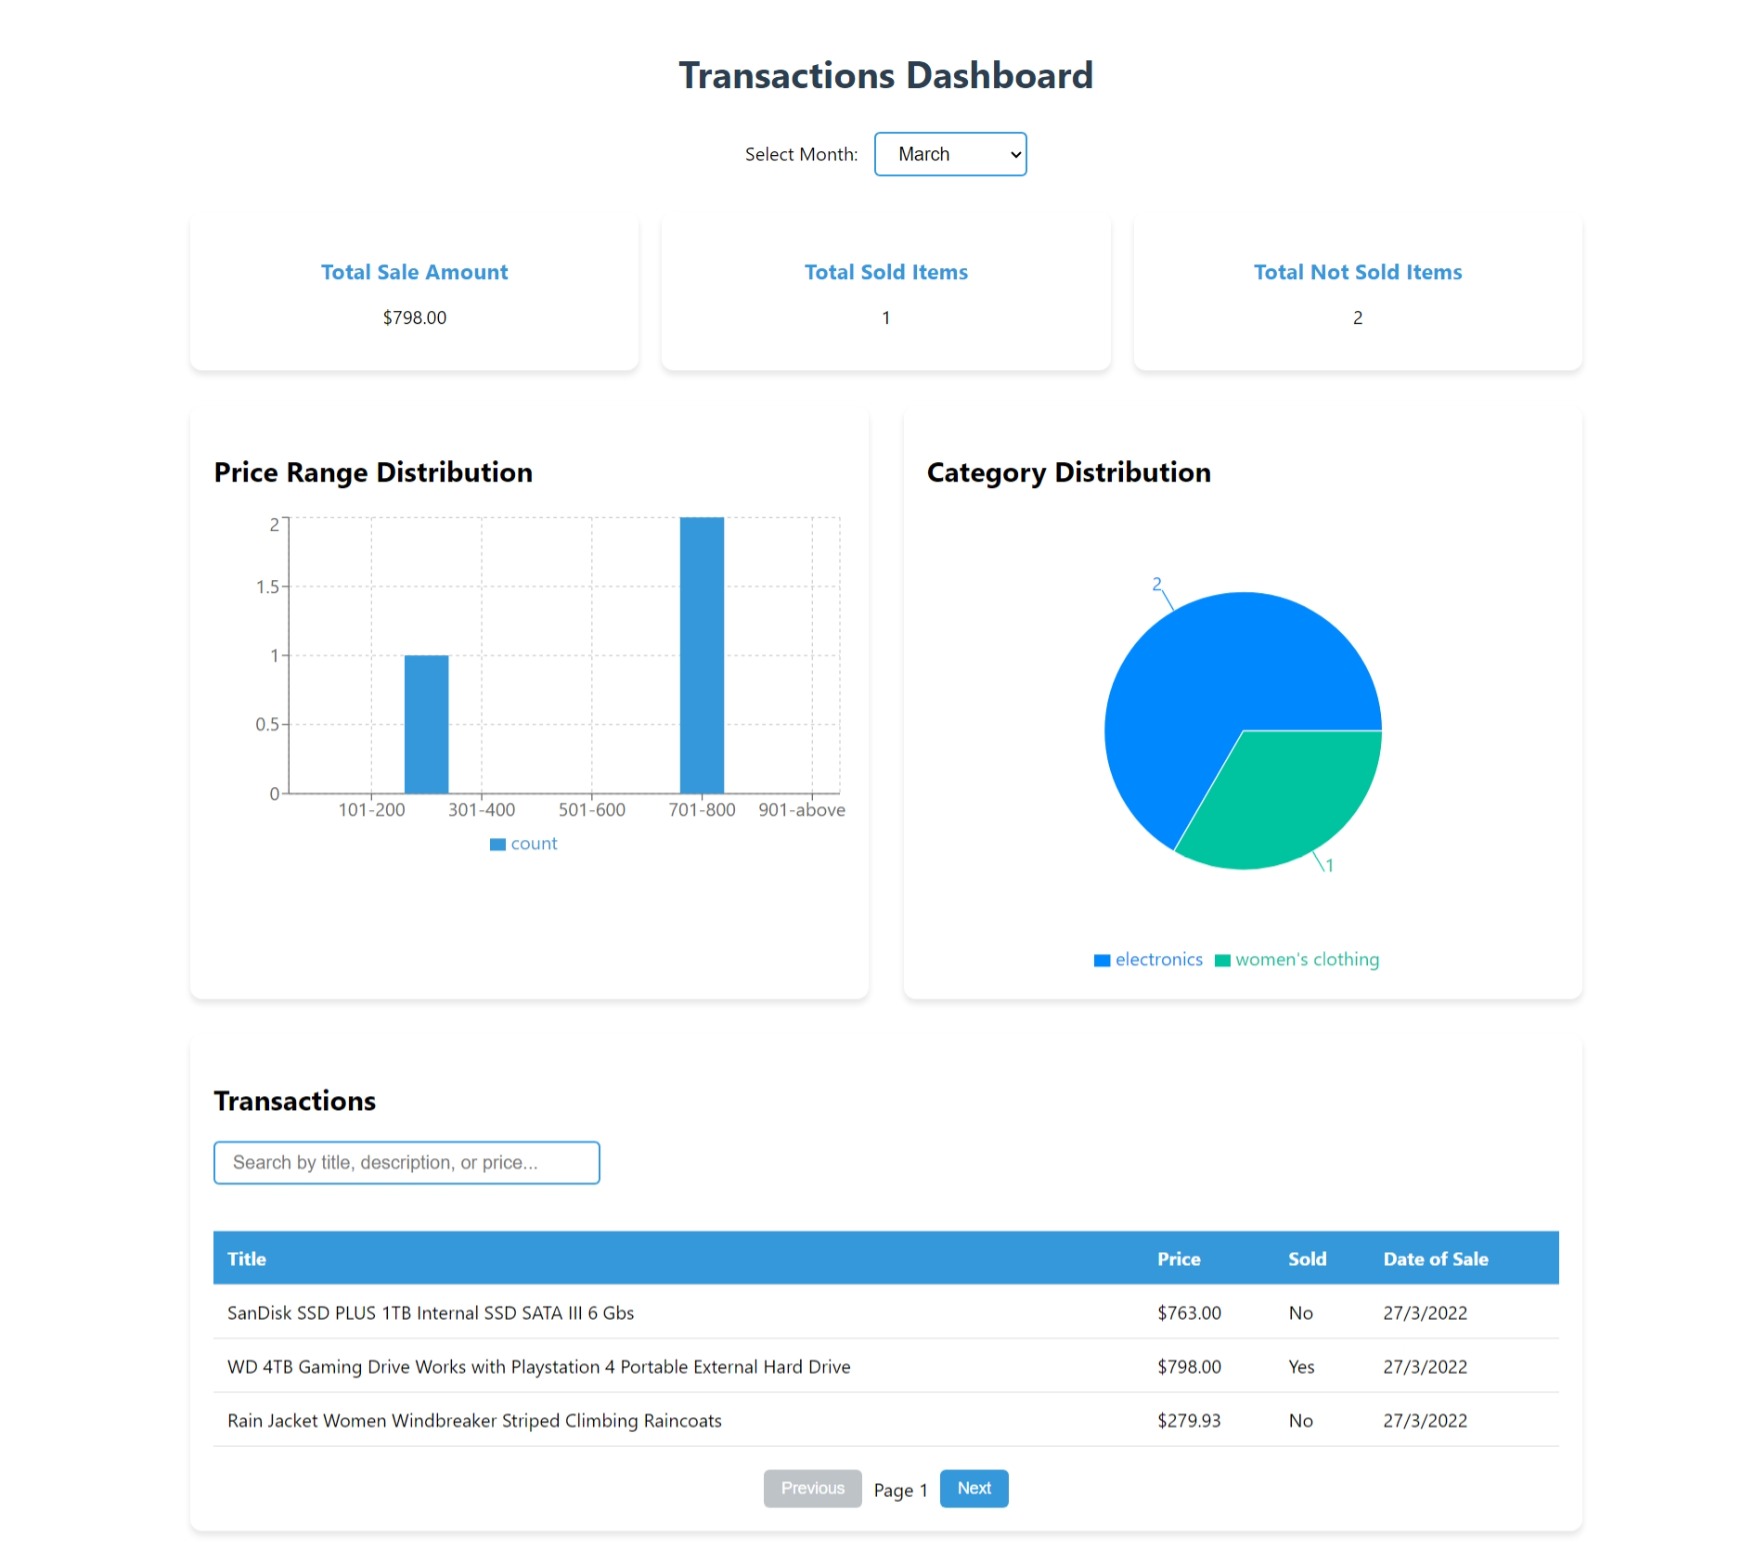 Transactions Dashboard
Select Month: March
Total Sale Amount
$798.00
Total Sold Items
1
Total Not Sold Items
2
Price Range Distribution
2
1.5
1
0.5
0
101-200 301-400 501-600 701-800 901-above
count
Category Distribution
2
1
electronics women's clothing
Transactions
Search by title, description, or price...
Title Price Sold Date of Sale
SanDisk SSD PLUS 1TB Internal SSD SATA III 6 Gbs $763.00 No 27/3/2022
WD 4TB Gaming Drive Works with Playstation 4 Portable External Hard Drive $798.00 Yes 27/3/2022
Rain Jacket Women Windbreaker Striped Climbing Raincoats $279.93 No 27/3/2022
Previous Page 1 Next